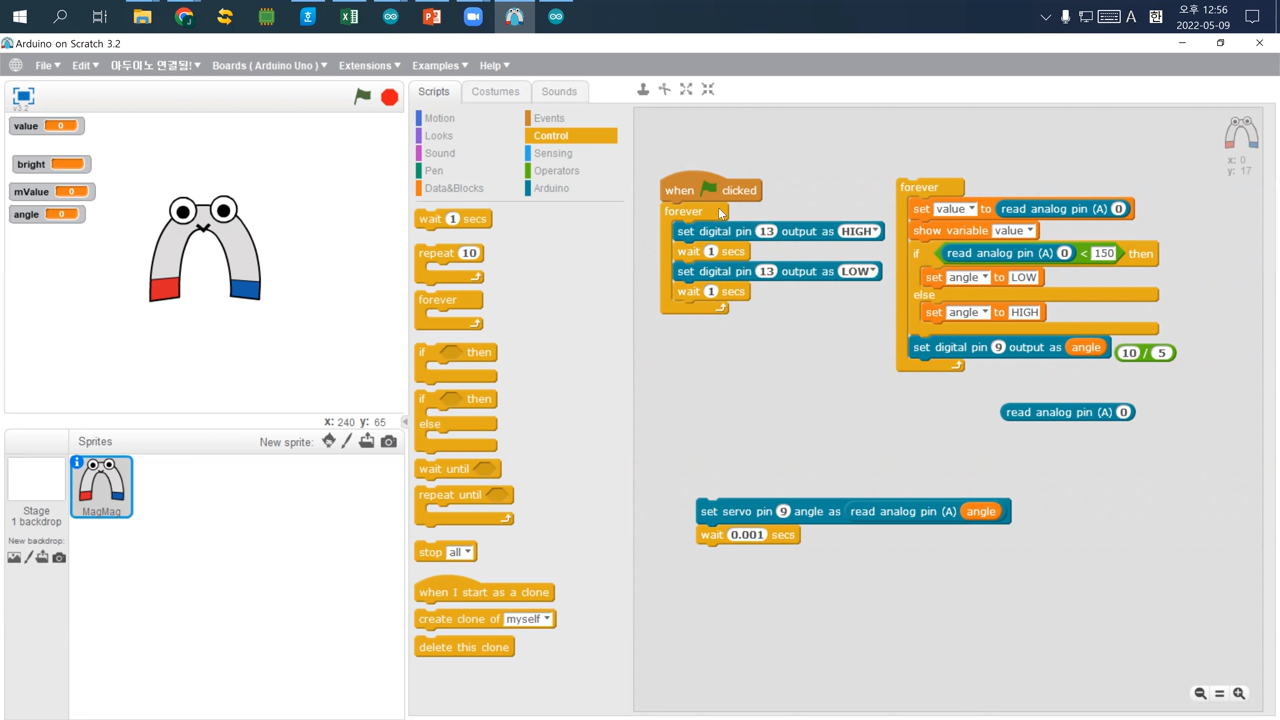 오후 12:56
2022-05-09
A 한
Arduino on Scratch 3.2
File Edit 아두이노 연결됨! Boards ( Arduino Uno ) Extensions Examples Help
v3.2
value 0
bright
mValue 0
angle 0
x: 240 y: 65
Sprites New sprite:
MagMag
Stage
1 backdrop
New backdrop:
Scripts Costumes Sounds
Motion Events
Looks Control
Sound Sensing
Pen Operators
Data&Blocks Arduino
wait 1 secs
repeat 10
forever
if then
if then
else
wait until
repeat until
stop all
when I start as a clone
create clone of myself
delete this clone
when clicked
forever
set digital pin 13 output as HIGH
wait 1 secs
set digital pin 13 output as LOW
wait 1 secs
forever
set value to read analog pin (A) 0
show variable value
if read analog pin (A) 0 < 150 then
set angle to LOW
else
set angle to HIGH
set digital pin 9 output as angle
10 / 5
read analog pin (A) 0
set servo pin 9 angle as read analog pin (A) angle
wait 0.001 secs
x: 0
y: 17